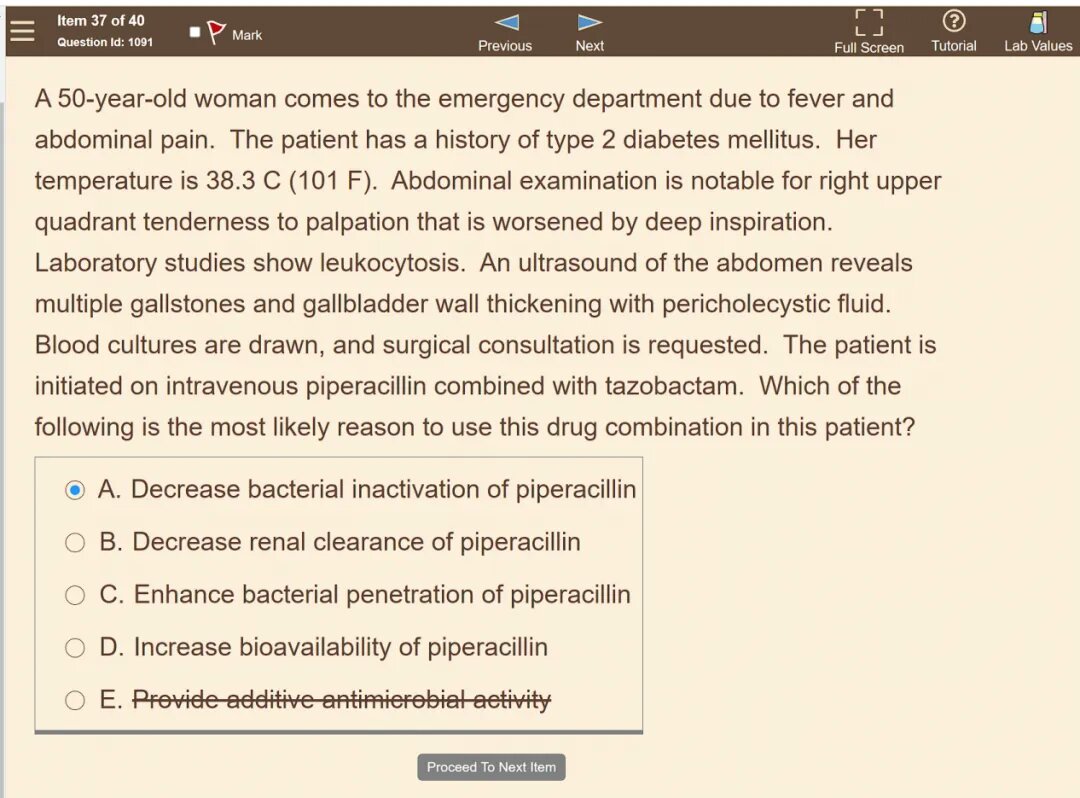 Item 37 of 40
Question Id: 1091
Mark
Previous
Next
Full Screen
Tutorial
Lab Values
A 50-year-old woman comes to the emergency department due to fever and
abdominal pain. The patient has a history of type 2 diabetes mellitus. Her
temperature is 38.3 C (101 F). Abdominal examination is notable for right upper
quadrant tenderness to palpation that is worsened by deep inspiration.
Laboratory studies show leukocytosis. An ultrasound of the abdomen reveals
multiple gallstones and gallbladder wall thickening with pericholecystic fluid.
Blood cultures are drawn, and surgical consultation is requested. The patient is
initiated on intravenous piperacillin combined with tazobactam. Which of the
following is the most likely reason to use this drug combination in this patient?
A. Decrease bacterial inactivation of piperacillin
B. Decrease renal clearance of piperacillin
C. Enhance bacterial penetration of piperacillin
D. Increase bioavailability of piperacillin
E. Provide additive antimicrobial activity
Proceed To Next Item